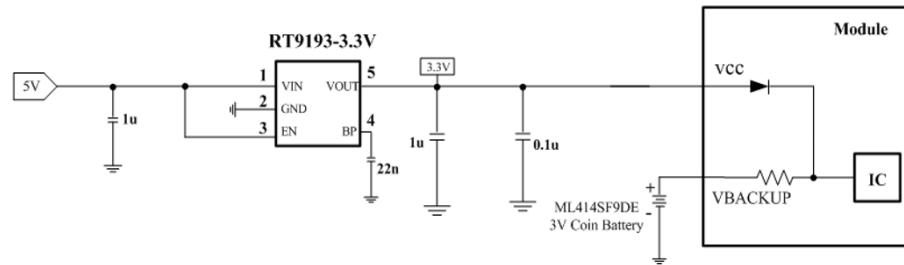 RT9193-3.3V
Module
5V
1
VIN
VOUT
5
3.3V
vcc
2
GND
1u
3
EN
BP
4
22n
1u
0.1u
+
-
ML414SF9DE
3V Coin Battery
VBACKUP
IC